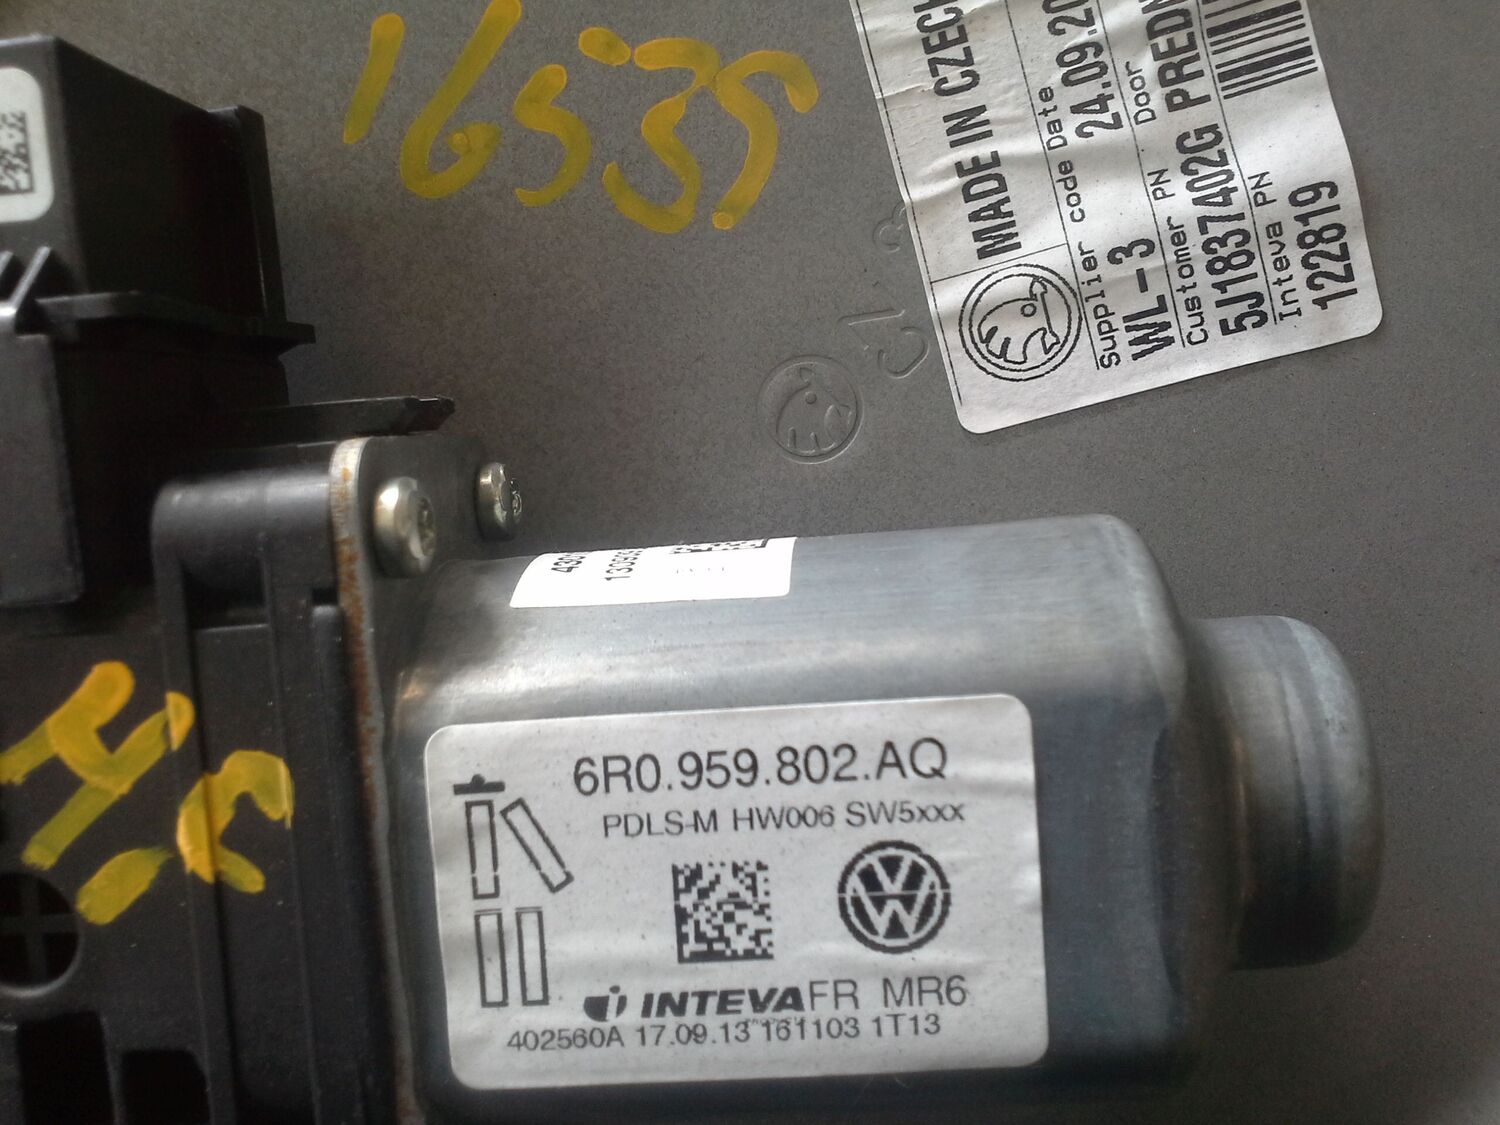 16535
MADE IN CZECH
Supplier code Date
WL-3 24.09.20
Customer PN Door
5J1837402G PREDN
Inteva PN
122819
6R0.959.802.AQ
PDLS-M HW006 SW5xxx
INTEVA FR MR6
402560A 17.09.13 161103 1T13